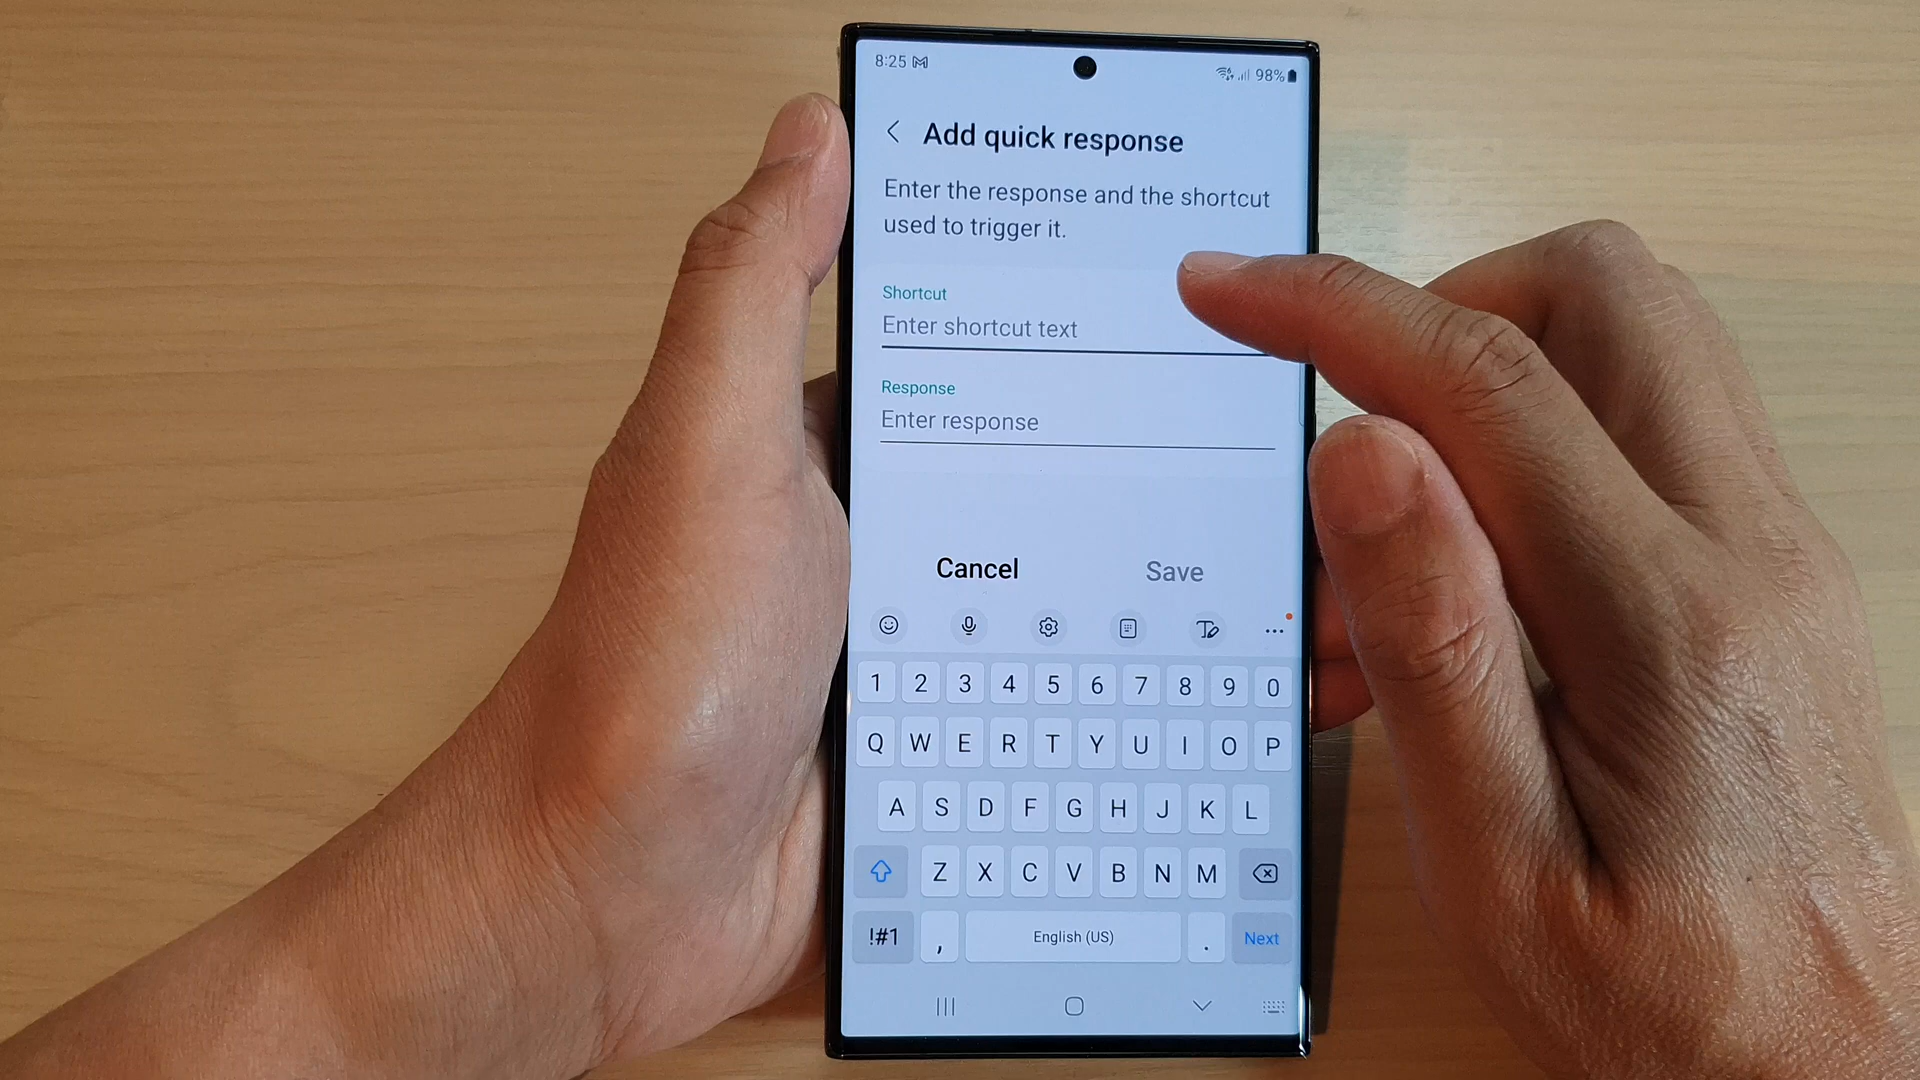 8:25 98%
Add quick response
Enter the response and the shortcut
used to trigger it.
Shortcut
Enter shortcut text
Response
Enter response
Cancel Save
1 2 3 4 5 6 7 8 9 0
Q W E R T Y U I O P
A S D F G H J K L
Z X C V B N M
!#1 , English (US) . Next